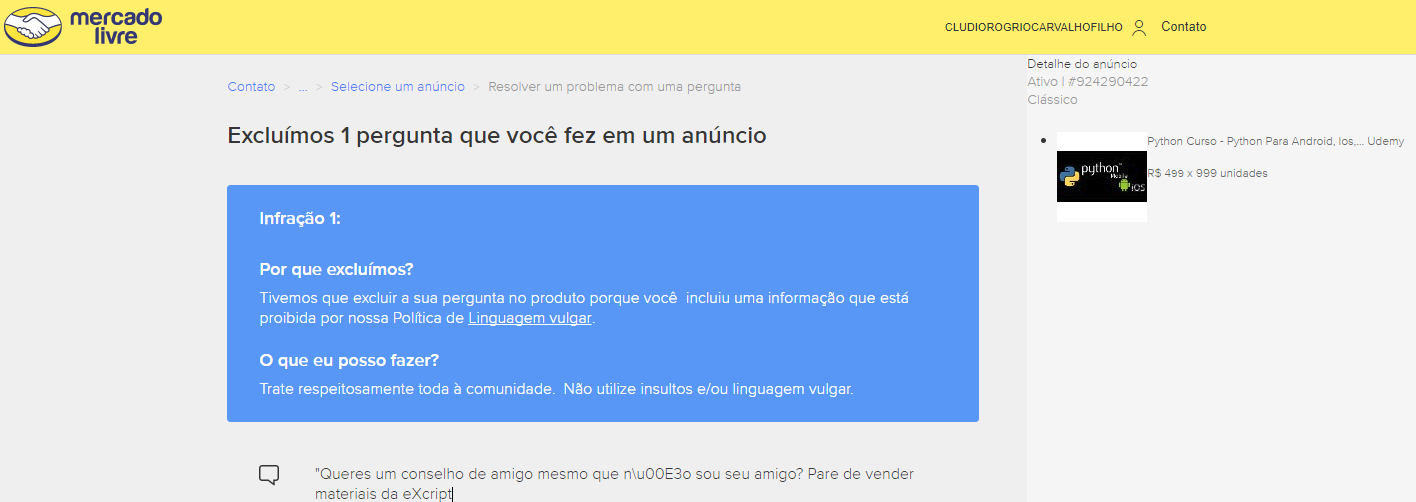 mercado
livre
CLUDIOROGRIOCARVALHOFILHO Contato
Contato > ... > Selecione um anúncio > Resolver um problema com uma pergunta
Excluímos 1 pergunta que você fez em um anúncio
Infração 1:
Por que excluímos?
Tivemos que excluir a sua pergunta no produto porque você incluiu uma informação que está
proibida por nossa Política de Linguagem vulgar.
O que eu posso fazer?
Trate respeitosamente toda à comunidade. Não utilize insultos e/ou linguagem vulgar.
"Queres um conselho de amigo mesmo que n\u00E3o sou seu amigo? Pare de vender
materiais da eXcript
Detalhe do anúncio
Ativo | #924290422
Clássico
python™
Mobile
ios
Python Curso - Python Para Android, Ios,... Udemy
R$ 499 x 999 unidades